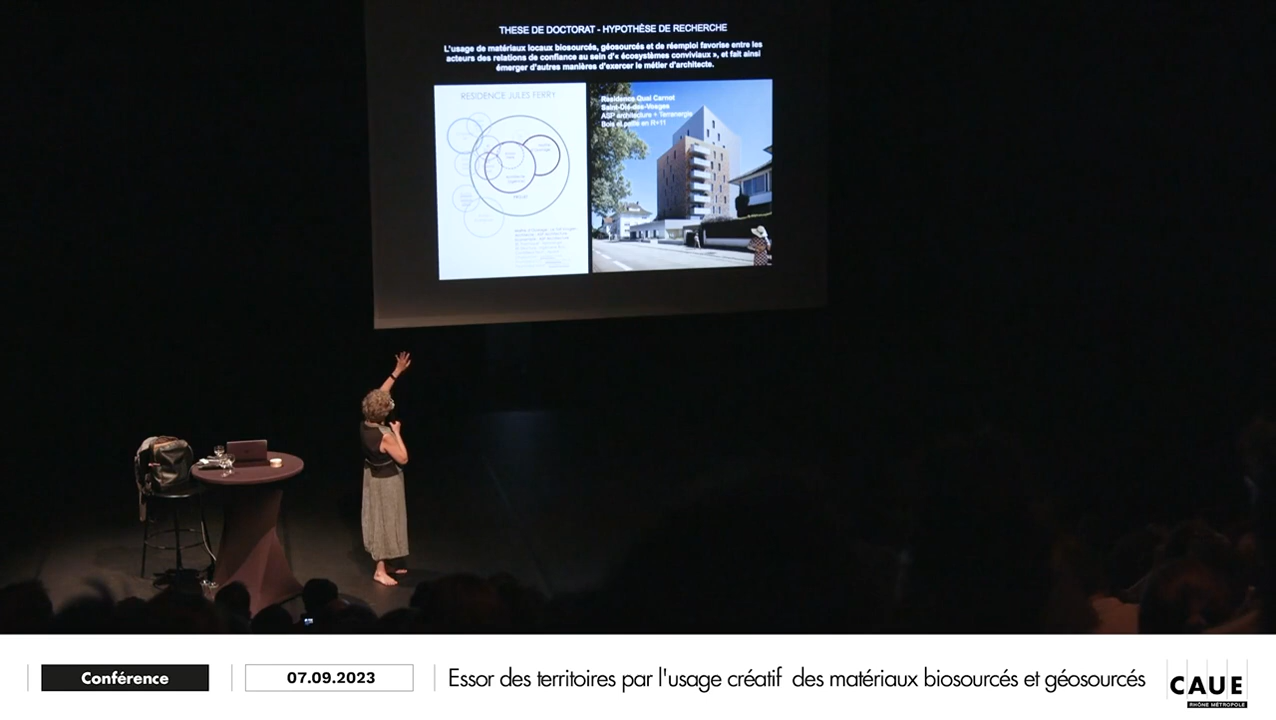 THESE DE DOCTORAT - HYPOTHÈSE DE RECHERCHE
L'usage de matériaux locaux biosourcés, géosourcés et de réemploi favorise entre les
acteurs des relations de confiance au sein d'« écosystèmes conviviaux », et fait ainsi
émerger d'autres manières d'exercer le métier d'architecte.
RESIDENCE JULES FERRY
Résidence Quai Carnot
Saint-Dié-des-Vosges
ASP architecture + Terranergie
Bois et paille en R+11
Conférence
07.09.2023
Essor des territoires par l'usage créatif des matériaux biosourcés et géosourcés
CAUE
RHÔNE MÉTROPOLE